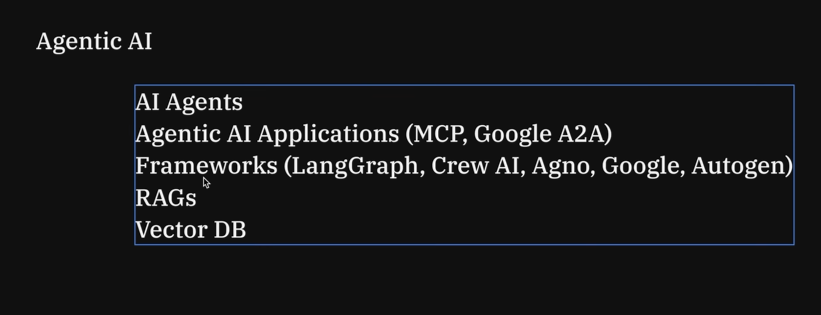 Agentic AI
AI Agents
Agentic AI Applications (MCP, Google A2A)
Frameworks (LangGraph, Crew AI, Agno, Google, Autogen)
RAGs
Vector DB